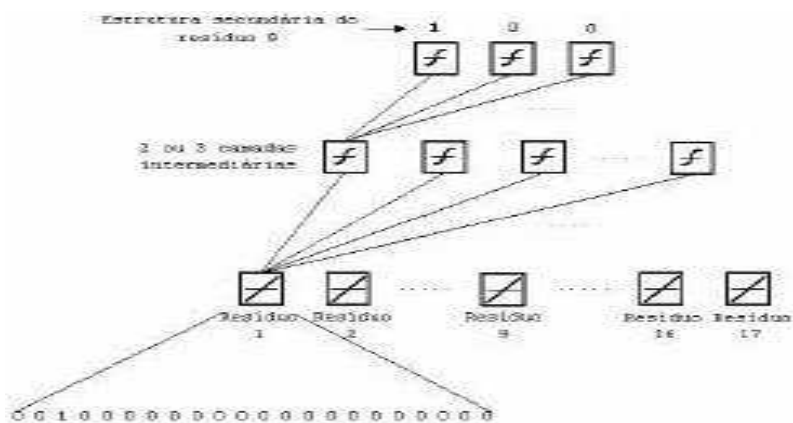 Estrutura secundária do
resíduo 9
1 0 0
2 ou 3 camadas
intermediárias
Resíduo Resíduo Resíduo Resíduo Resíduo
1 2 9 16 17
0 0 1 0 0 0 0 0 0 0 0 0 0 0 0 0 0 0 0 0 0